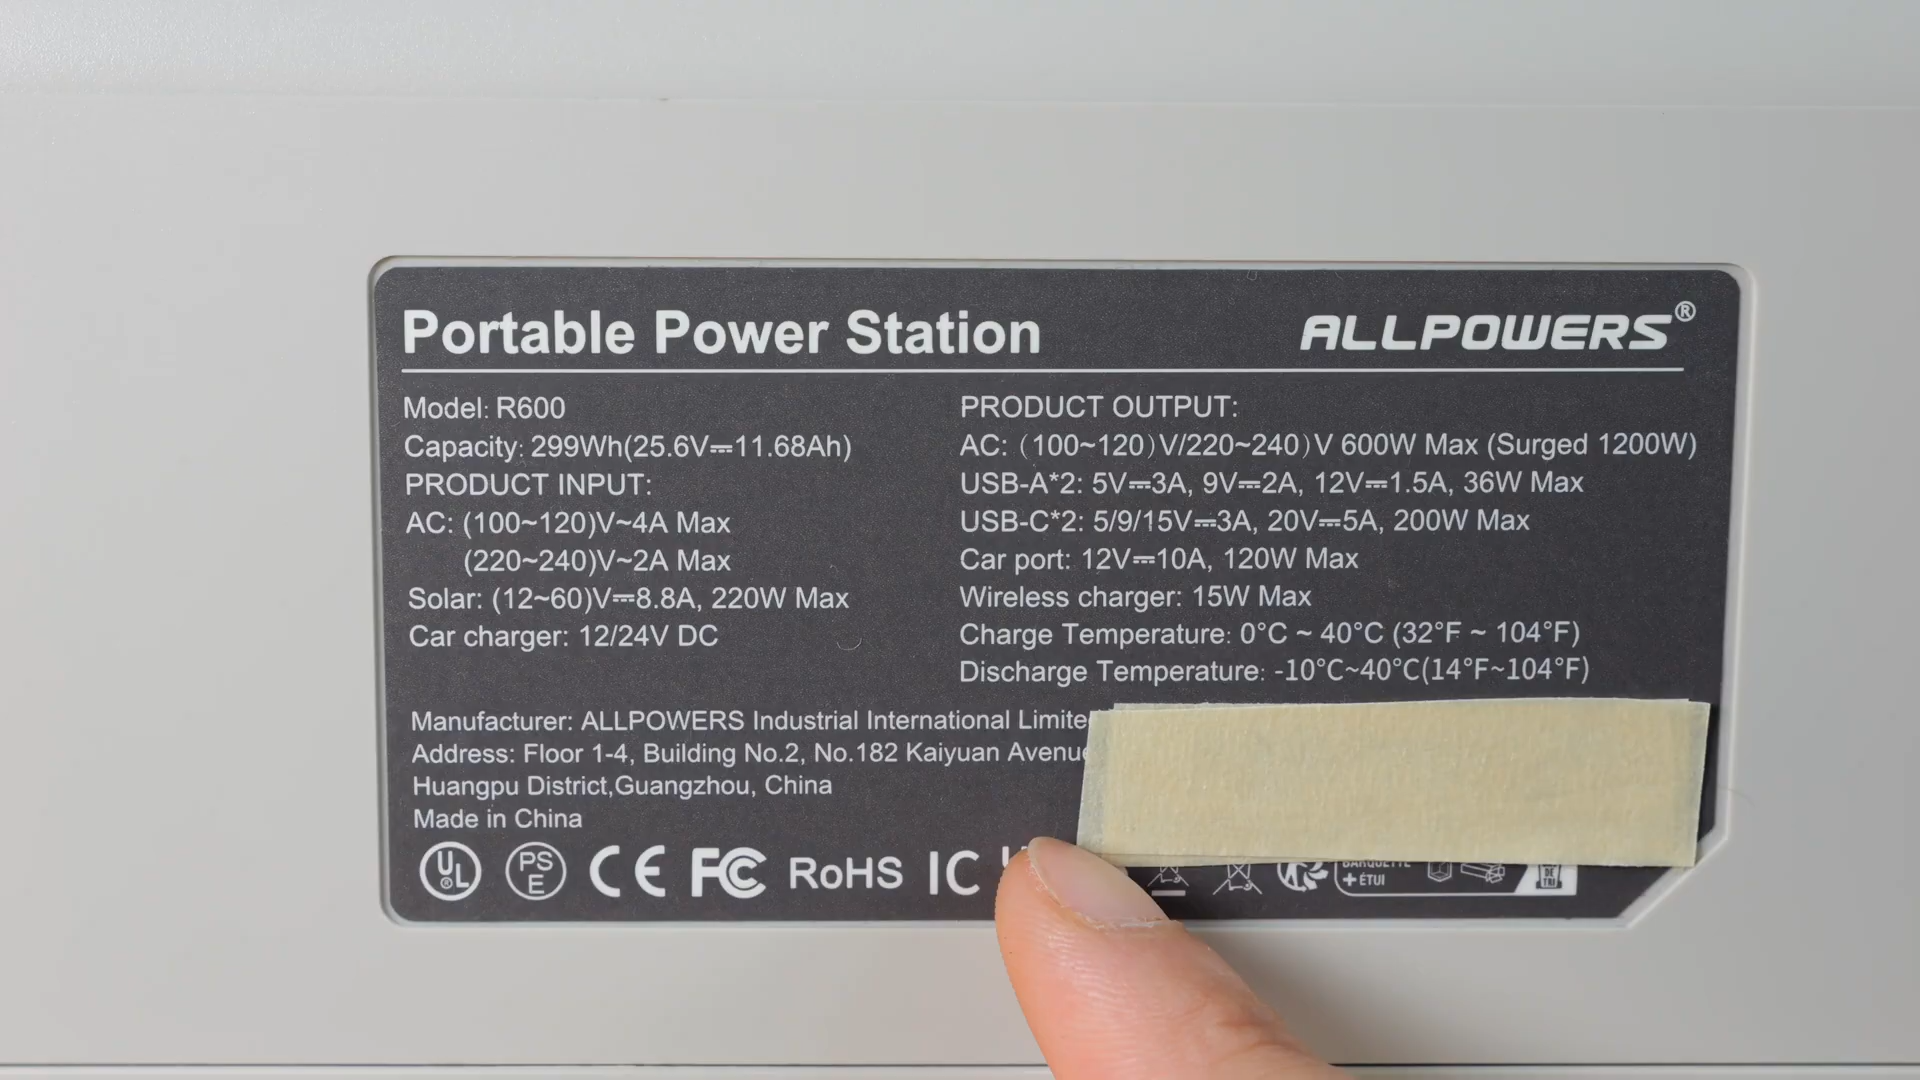 Portable Power Station
ALLPOWERS®
Model: R600
Capacity: 299Wh(25.6V⎓11.68Ah)
PRODUCT INPUT:
AC: (100~120)V~4A Max
(220~240)V~2A Max
Solar: (12~60)V⎓8.8A, 220W Max
Car charger: 12/24V DC
PRODUCT OUTPUT:
AC: (100~120)V/220~240)V 600W Max (Surged 1200W)
USB-A*2: 5V⎓3A, 9V⎓2A, 12V⎓1.5A, 36W Max
USB-C*2: 5/9/15V⎓3A, 20V⎓5A, 200W Max
Car port: 12V⎓10A, 120W Max
Wireless charger: 15W Max
Charge Temperature: 0°C ~ 40°C (32°F ~ 104°F)
Discharge Temperature: -10°C~40°C(14°F~104°F)
Manufacturer: ALLPOWERS Industrial International
Address: Floor 1-4, Building No.2, No.182 Kaiyuan Avenue
Huangpu District,Guangzhou, China
Made in China
UL® PSE CE FC RoHS IC
BARQUETTE
+ÉTUI
DE
TRI